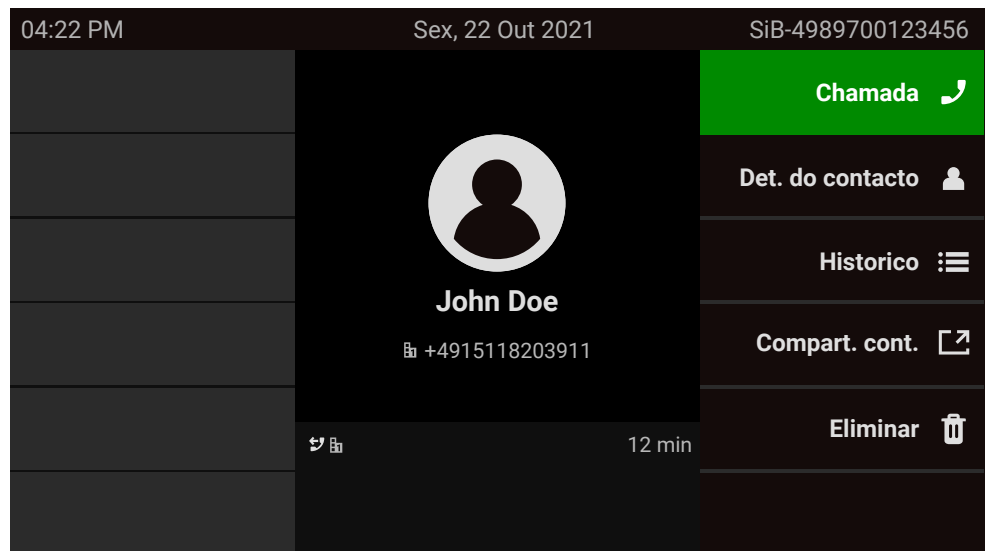 04:22 PM
Sex, 22 Out 2021
SiB-4989700123456
Chamada
Det. do contacto
John Doe
+4915118203911
Historico
Compart. cont.
Eliminar
12 min